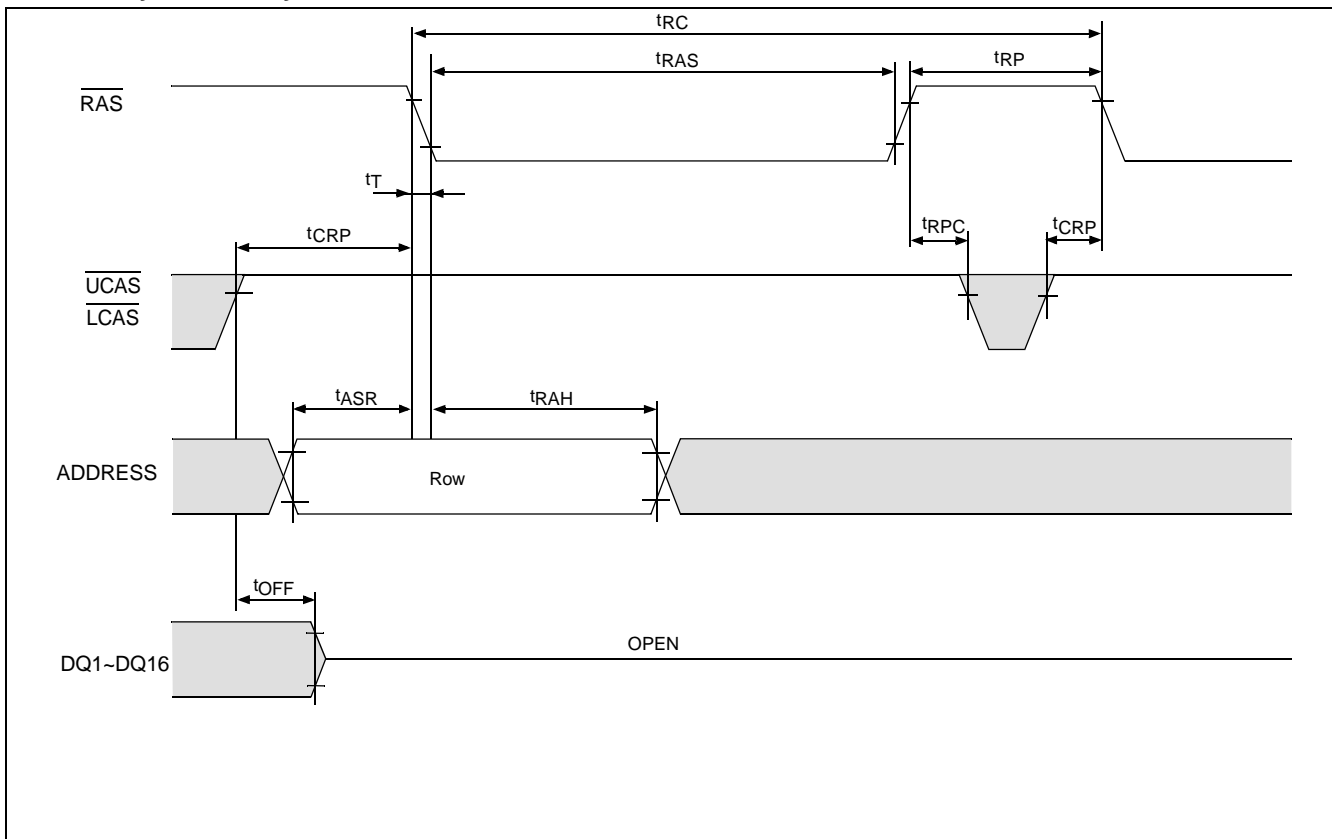 tRC
tRAS
tRP
RAS
tT
tCRP
tRPC
tCRP
UCAS
LCAS
tASR
tRAH
ADDRESS
Row
tOFF
OPEN
DQ1~DQ16